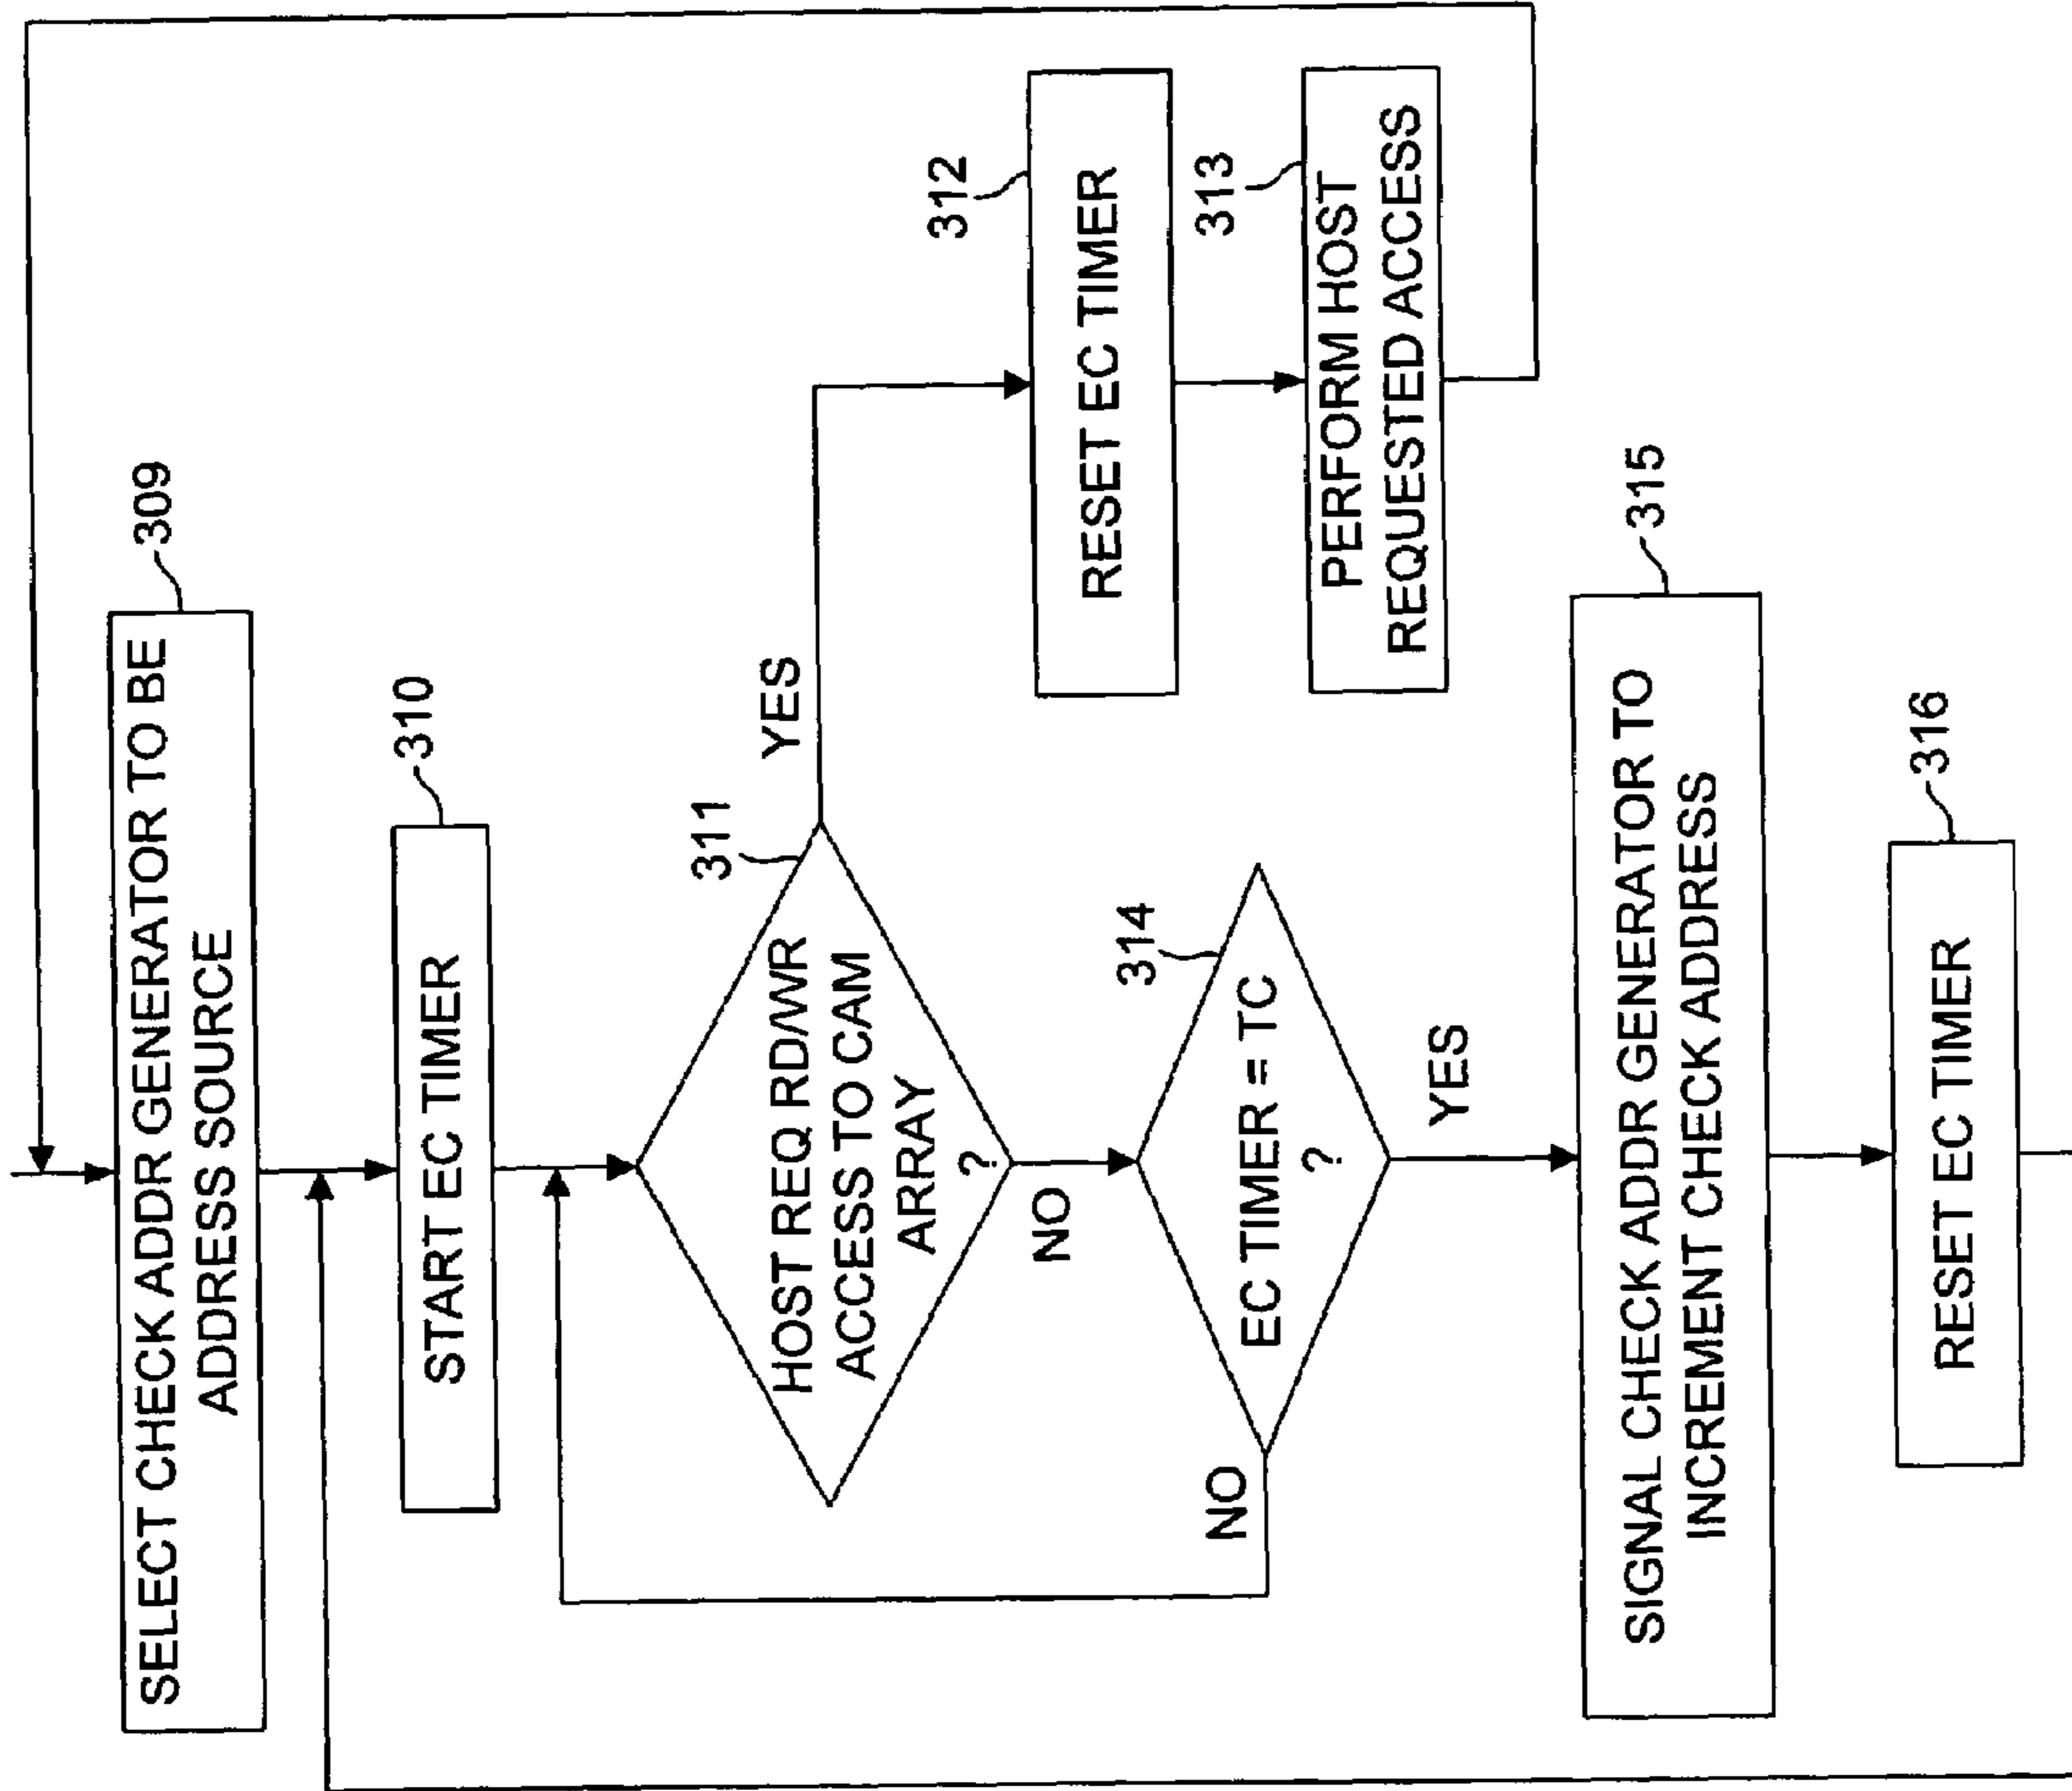 SELECT CHECK ADDR GENERATOR TO BE
ADDRESS SOURCE
309
START EC TIMER
310
HOST REQ RD/WR
ACCESS TO CAM
ARRAY
?
311
YES
NO
RESET EC TIMER
312
PERFORM HOST
REQUESTED ACCESS
313
EC TIMER = TC
?
314
NO
YES
SIGNAL CHECK ADDR GENERATOR TO
INCREMENT CHECK ADDRESS
315
RESET EC TIMER
316